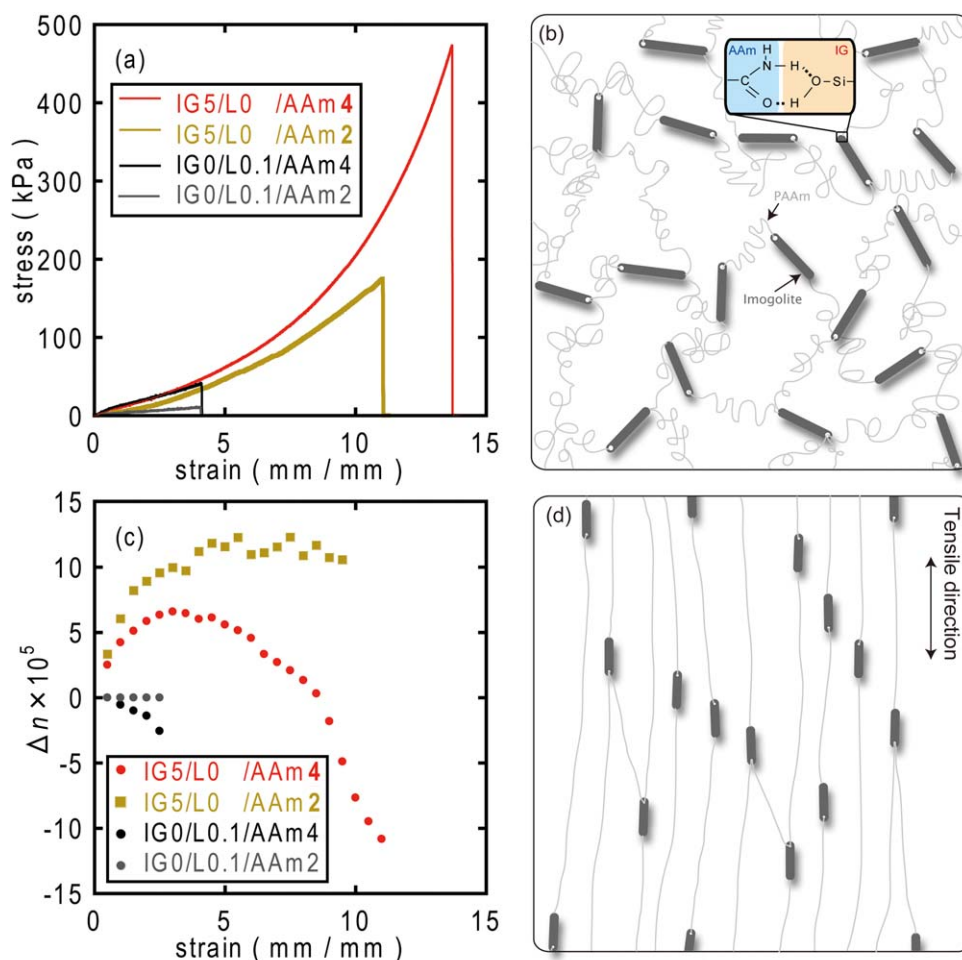 500
400
300
200
100
0
stress ( kPa )
(a)
IG5/L0 /AAm4
IG5/L0 /AAm2
IG0/L0.1/AAm4
IG0/L0.1/AAm2
0 5 10 15
strain ( mm / mm )
(b)
AAm IG
H
N H
C O Si
O H
PAAm
Imogolite
15
10
5
0
-5
-10
-15
Δn × 10⁵
(c)
IG5/L0 /AAm4
IG5/L0 /AAm2
IG0/L0.1/AAm4
IG0/L0.1/AAm2
0 5 10 15
strain ( mm / mm )
(d)
Tensile direction